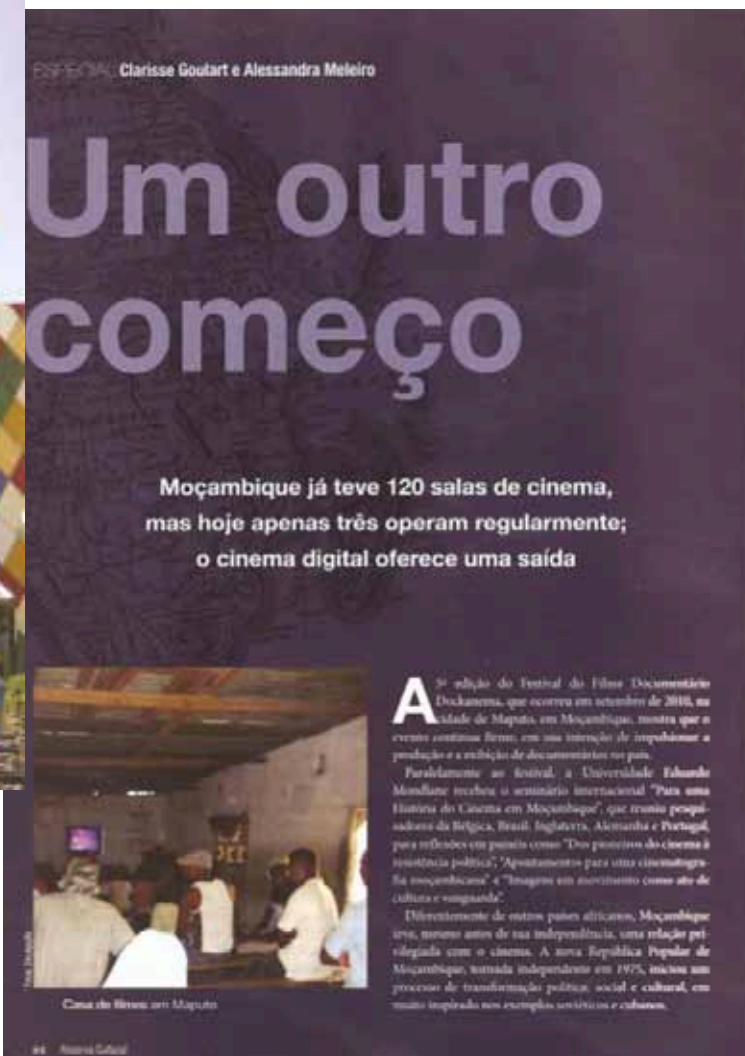 ESPECIAL Clarisse Goulart e Alessandra Meleiro
Um outro
começo
Moçambique já teve 120 salas de cinema,
mas hoje apenas três operam regularmente;
o cinema digital oferece uma saída
A 5ª edição do Festival do Filme Documentário
Dockanema, que ocorreu em setembro de 2010, na
cidade de Maputo, em Moçambique, mostra que o
evento continua firme, em sua intenção de impulsionar a
produção e a exibição de documentários no país.
Paralelamente ao festival, a Universidade Eduardo
Mondlane recebeu o seminário internacional "Para uma
História do Cinema em Moçambique", que reuniu pesqui-
sadores da Bélgica, Brasil, Inglaterra, Alemanha e Portugal,
para reflexões em painéis como "Dos pioneiros do cinema à
resistência política", "Apontamentos para uma cinematogra-
fia moçambicana" e "Imagens em movimento como ato de
cultura e vanguarda".
Diferentemente de outros países africanos, Moçambique
teve, mesmo antes de sua independência, uma relação pri-
vilegiada com o cinema. A nova República Popular de
Moçambique, tornada independente em 1975, iniciou um
processo de transformação política, social e cultural, em
muito inspirado nos exemplos soviéticos e cubanos.
Casa de filmes em Maputo
Reserva Cultural